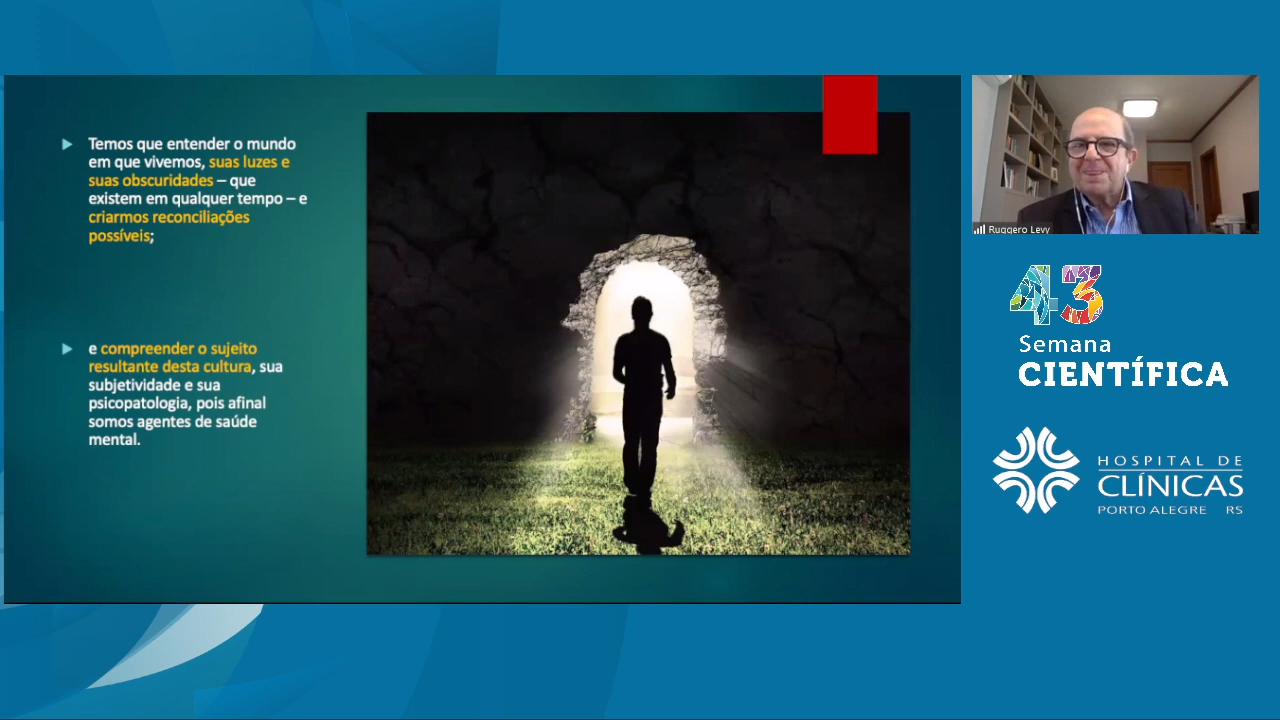 Temos que entender o mundo
em que vivemos, suas luzes e
suas obscuridades – que
existem em qualquer tempo – e
criarmos reconciliações
possíveis;
e compreender o sujeito
resultante desta cultura, sua
subjetividade e sua
psicopatologia, pois afinal
somos agentes de saúde
mental.
Ruggero Levy
43
Semana
CIENTÍFICA
HOSPITAL DE
CLÍNICAS
PORTO ALEGRE RS